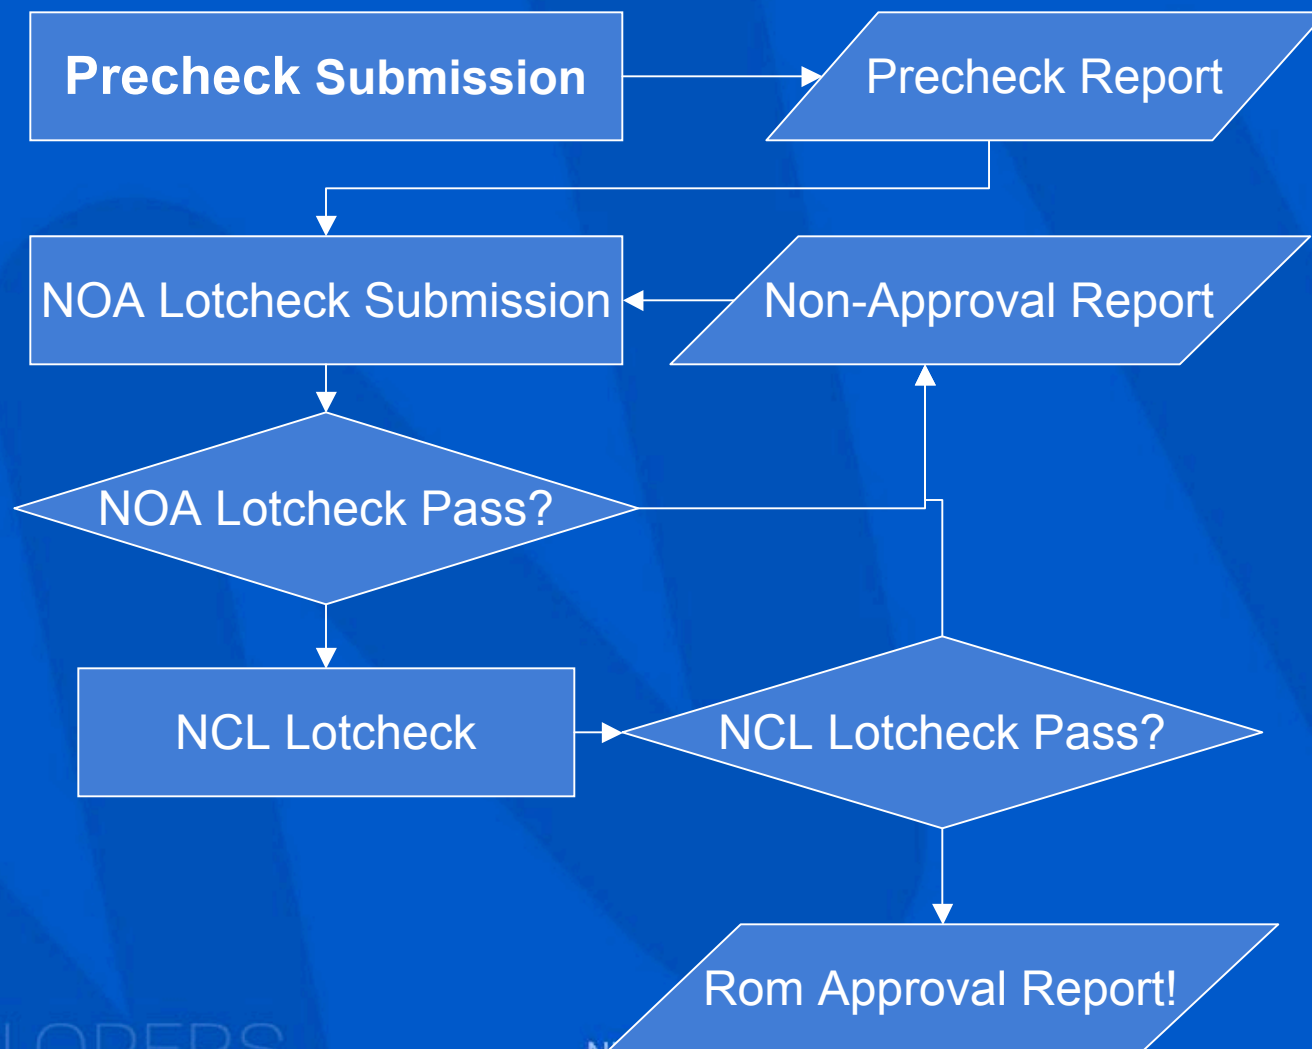 Precheck Submission
Precheck Report
NOA Lotcheck Submission
Non-Approval Report
NOA Lotcheck Pass?
NCL Lotcheck
NCL Lotcheck Pass?
Rom Approval Report!